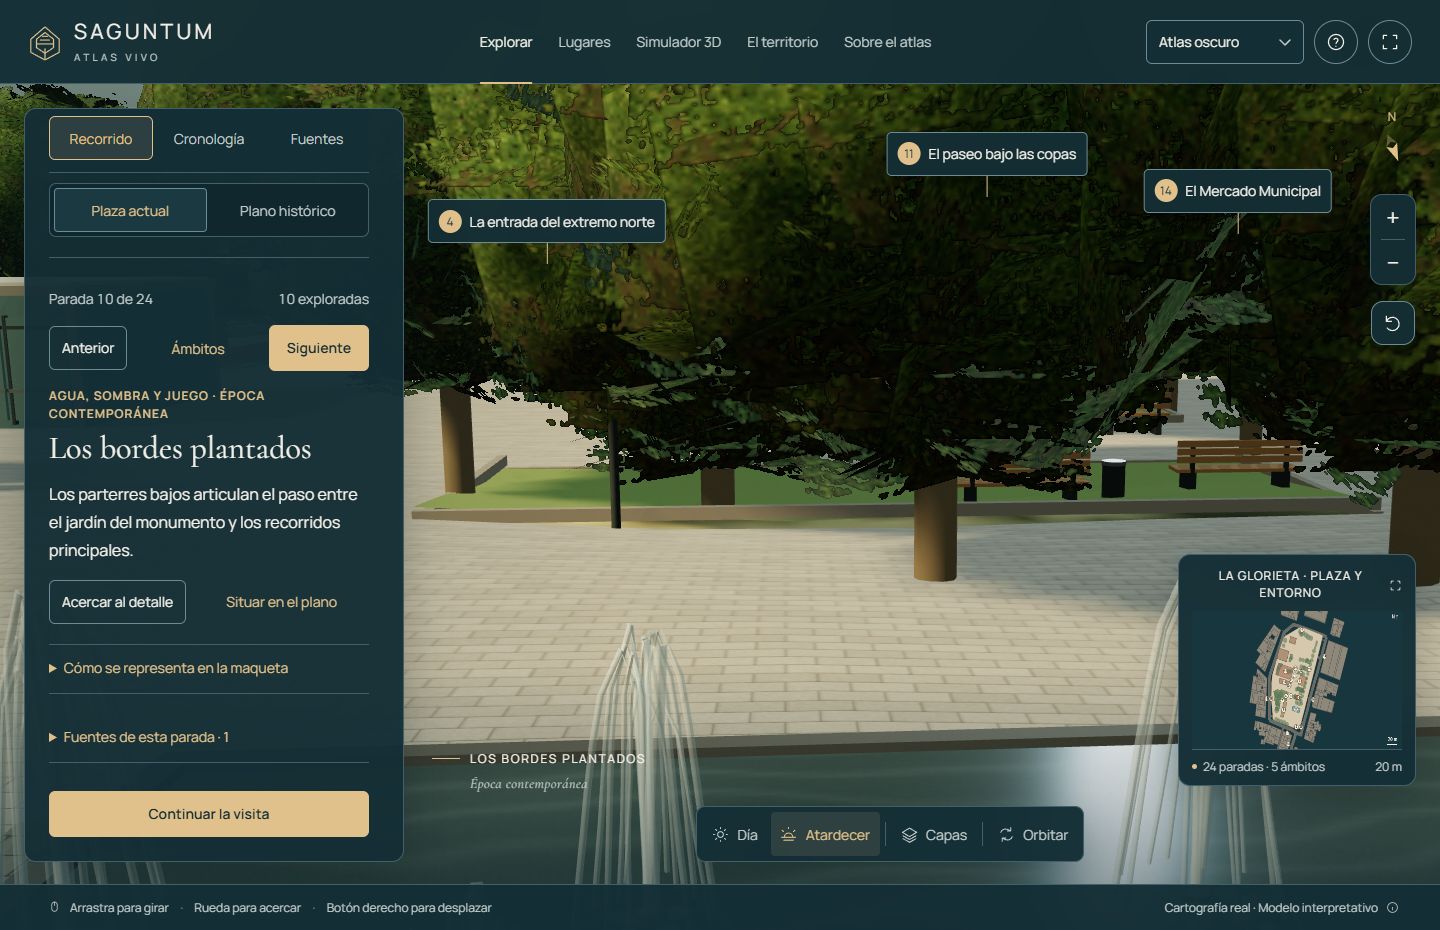 SAGUNTUM
ATLAS VIVO
Explorar
Lugares
Simulador 3D
El territorio
Sobre el atlas
Atlas oscuro
Recorrido
Cronología
Fuentes
Plaza actual
Plano histórico
Parada 10 de 24
10 exploradas
Anterior
Ámbitos
Siguiente
AGUA, SOMBRA Y JUEGO · ÉPOCA
CONTEMPORÁNEA
Los bordes plantados
Los parterres bajos articulan el paso entre
el jardín del monumento y los recorridos
principales.
Acercar al detalle
Situar en el plano
Cómo se representa en la maqueta
Fuentes de esta parada · 1
Continuar la visita
4 La entrada del extremo norte
11 El paseo bajo las copas
14 El Mercado Municipal
N
+
−
LA GLORIETA · PLAZA Y
ENTORNO
24 paradas · 5 ámbitos
20 m
LOS BORDES PLANTADOS
Época contemporánea
Día
Atardecer
Capas
Orbitar
Arrastra para girar · Rueda para acercar · Botón derecho para desplazar
Cartografía real · Modelo interpretativo